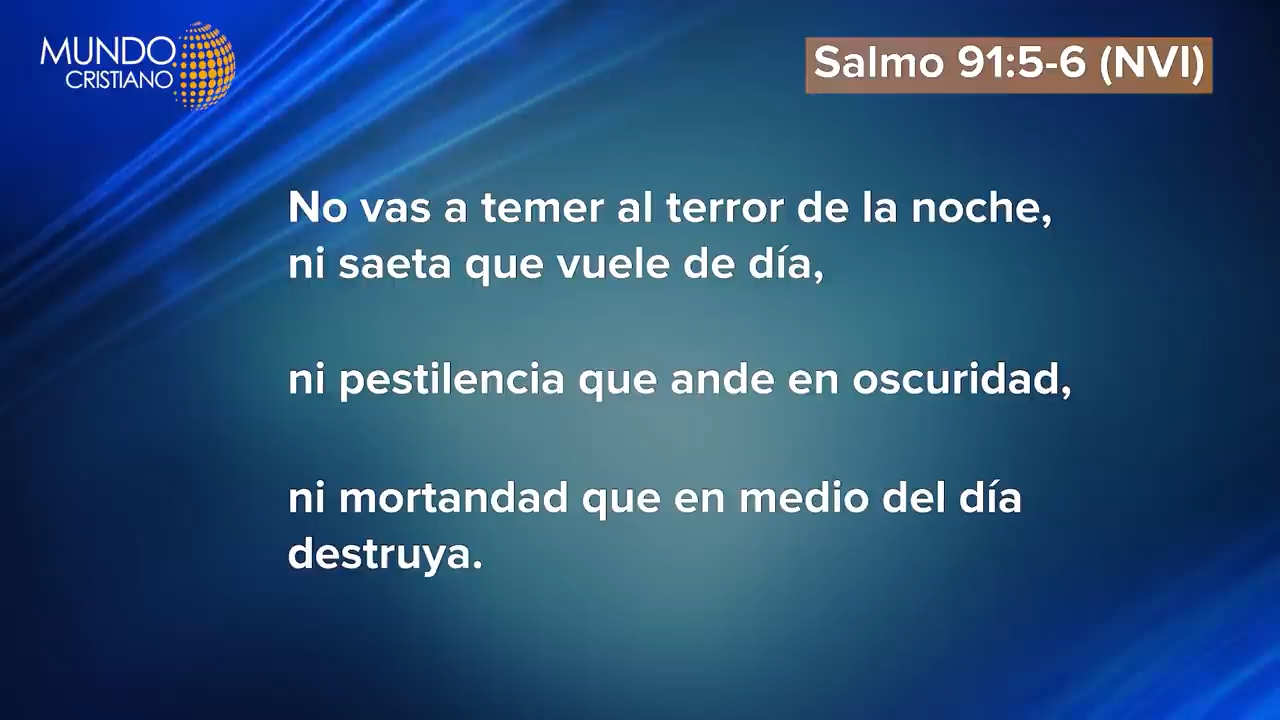 MUNDO
CRISTIANO
Salmo 91:5-6 (NVI)
No vas a temer al terror de la noche,
ni saeta que vuele de día,
ni pestilencia que ande en oscuridad,
ni mortandad que en medio del día
destruya.